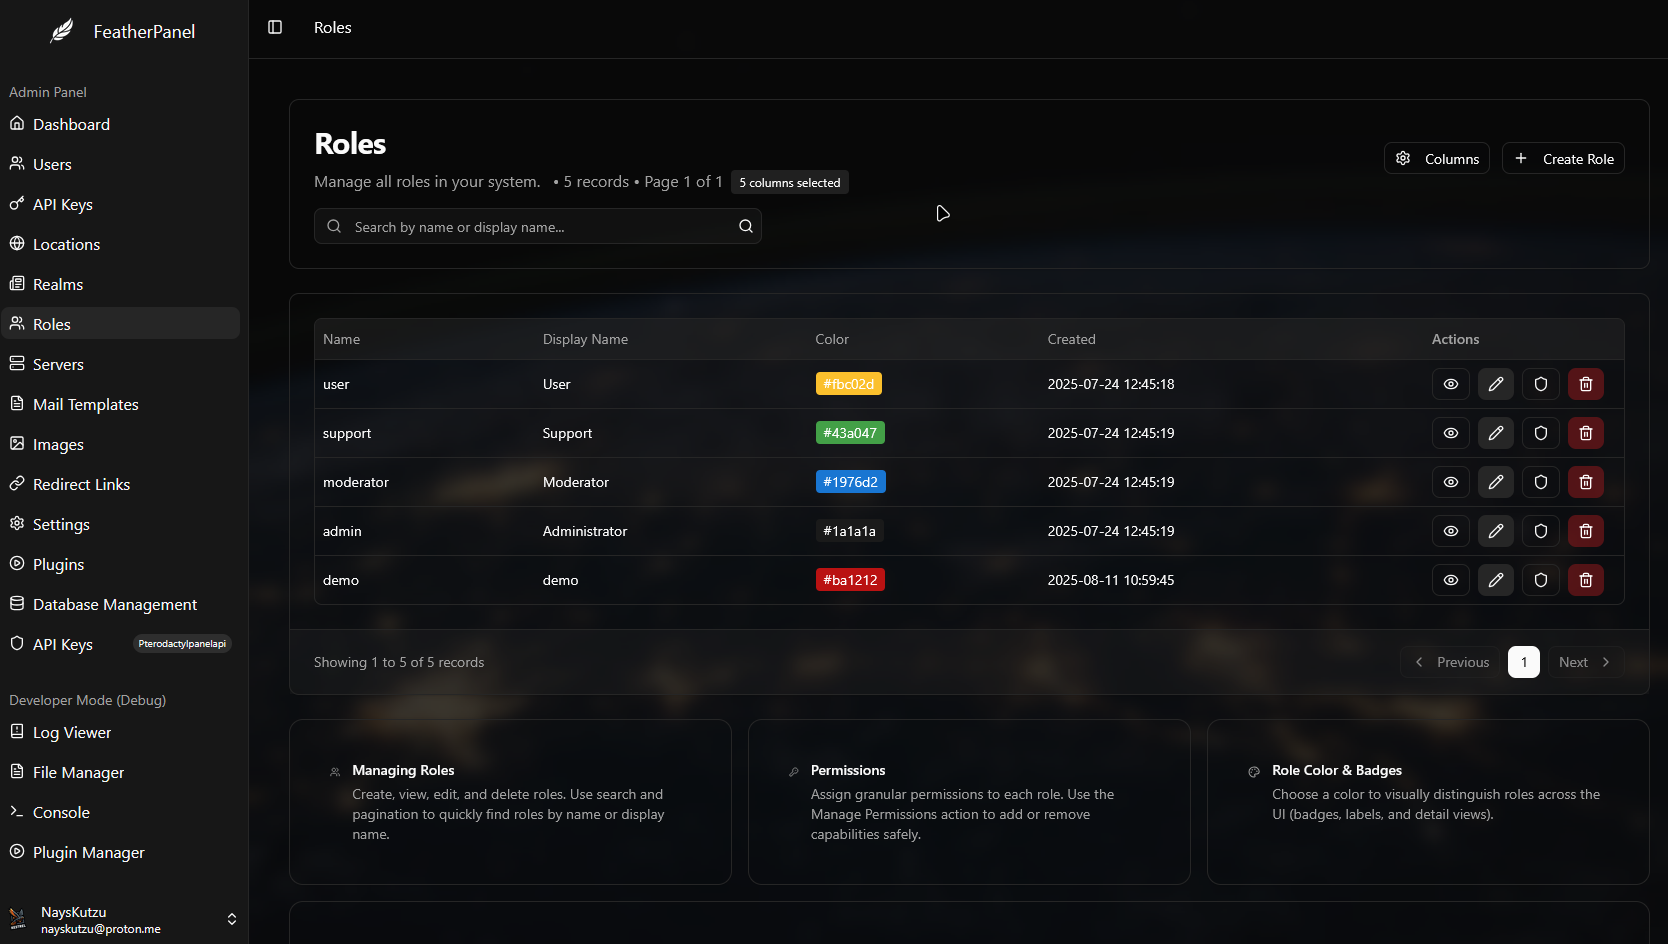 FeatherPanel
Admin Panel
Dashboard
Users
API Keys
Locations
Realms
Roles
Servers
Mail Templates
Images
Redirect Links
Settings
Plugins
Database Management
API Keys Pterodactylpanelapi
Developer Mode (Debug)
Log Viewer
File Manager
Console
Plugin Manager
NaysKutzu
nayskutzu@proton.me
Roles
Roles
Manage all roles in your system. • 5 records • Page 1 of 1 5 columns selected
Columns
Create Role
Search by name or display name...
Name Display Name Color Created Actions
user User #fbc02d 2025-07-24 12:45:18
support Support #43a047 2025-07-24 12:45:19
moderator Moderator #1976d2 2025-07-24 12:45:19
admin Administrator #1a1a1a 2025-07-24 12:45:19
demo demo #ba1212 2025-08-11 10:59:45
Showing 1 to 5 of 5 records
Previous 1 Next
Managing Roles
Create, view, edit, and delete roles. Use search and
pagination to quickly find roles by name or display
name.
Permissions
Assign granular permissions to each role. Use the
Manage Permissions action to add or remove
capabilities safely.
Role Color & Badges
Choose a color to visually distinguish roles across the
UI (badges, labels, and detail views).